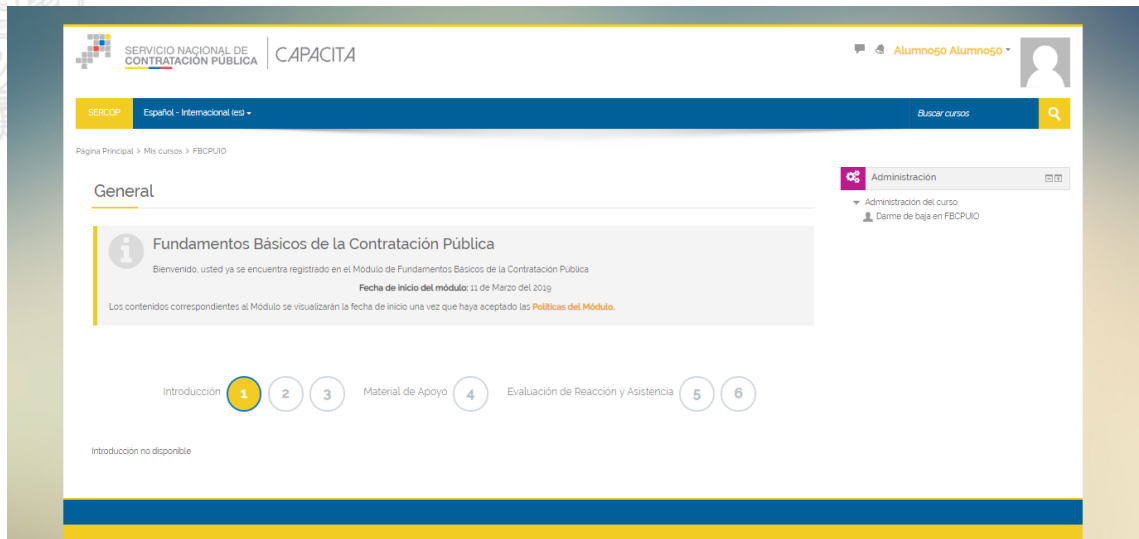 SERVICIO NACIONAL DE
CONTRATACIÓN PÚBLICA
CAPACITA
Alumno50 Alumno50
SERCOP
Español - Internacional (es)
Buscar cursos
Página Principal > Mis cursos > FBCPUIO
General
Administración
Administración del curso
Darme de baja en FBCPUIO
Fundamentos Básicos de la Contratación Pública
Bienvenido, usted ya se encuentra registrado en el Módulo de Fundamentos Básicos de la Contratación Pública
Fecha de inicio del módulo: 11 de Marzo del 2019
Los contenidos correspondientes al Módulo se visualizarán la fecha de inicio una vez que haya aceptado las Políticas del Módulo.
Introducción 1 2 3 Material de Apoyo 4 Evaluación de Reacción y Asistencia 5 6
Introducción no disponible